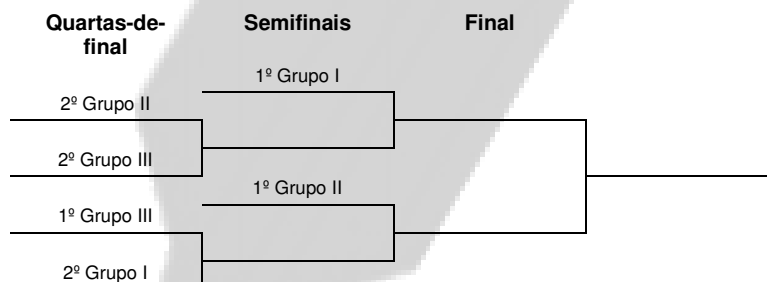 Quartas-de-
final
Semifinais
Final
1º Grupo I
2º Grupo II
2º Grupo III
1º Grupo II
1º Grupo III
2º Grupo I